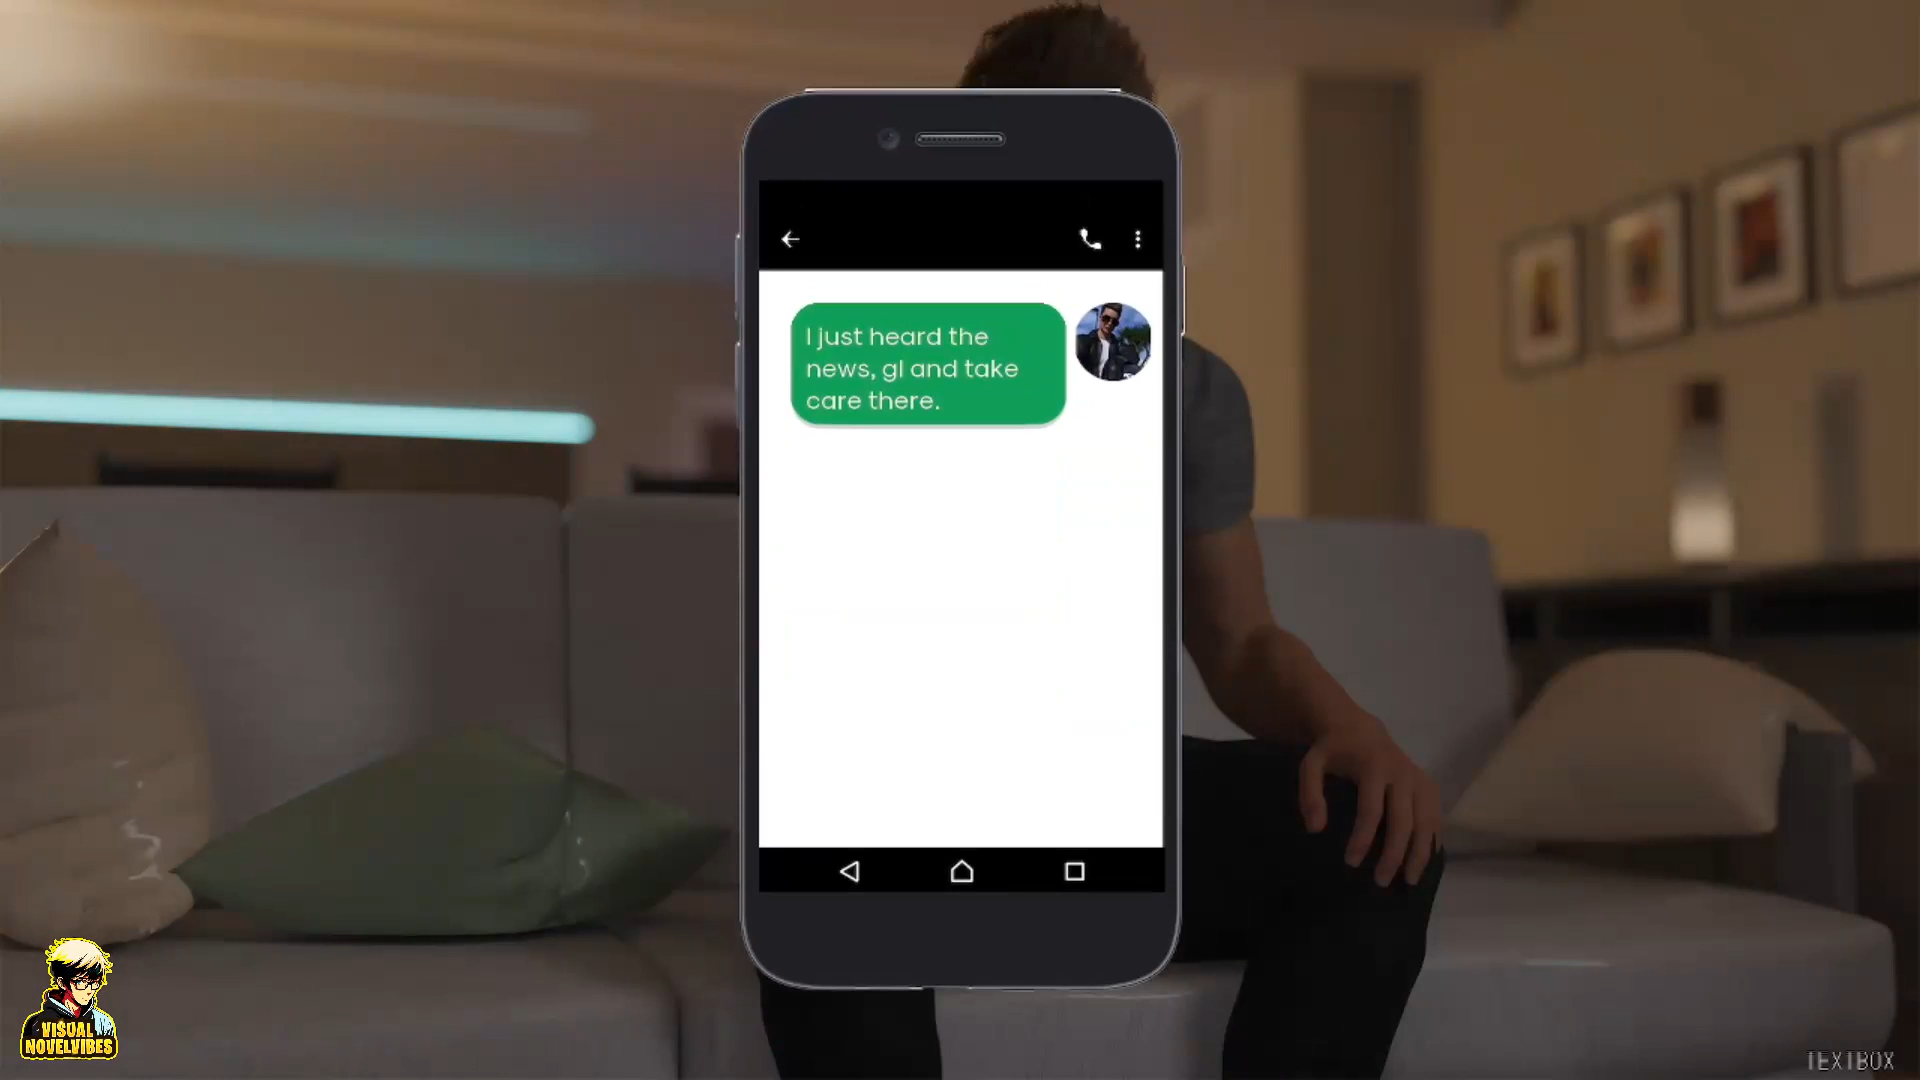 I just heard the
news, gl and take
care there.
VISUAL
NOVELVIBES
TEXTBOX